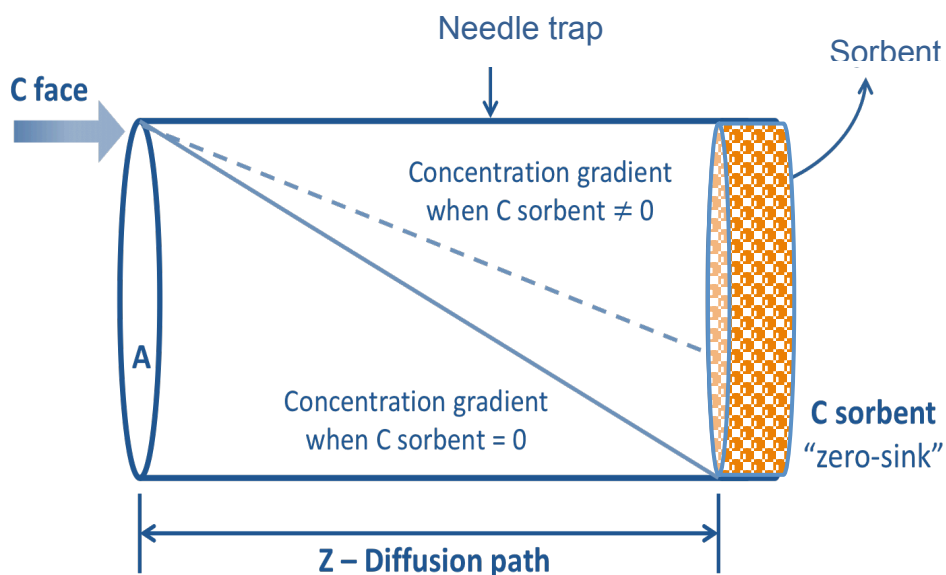 Needle trap
Sorbent
C face
Concentration gradient
when C sorbent ≠ 0
A
Concentration gradient
when C sorbent = 0
C sorbent
“zero-sink”
Z – Diffusion path